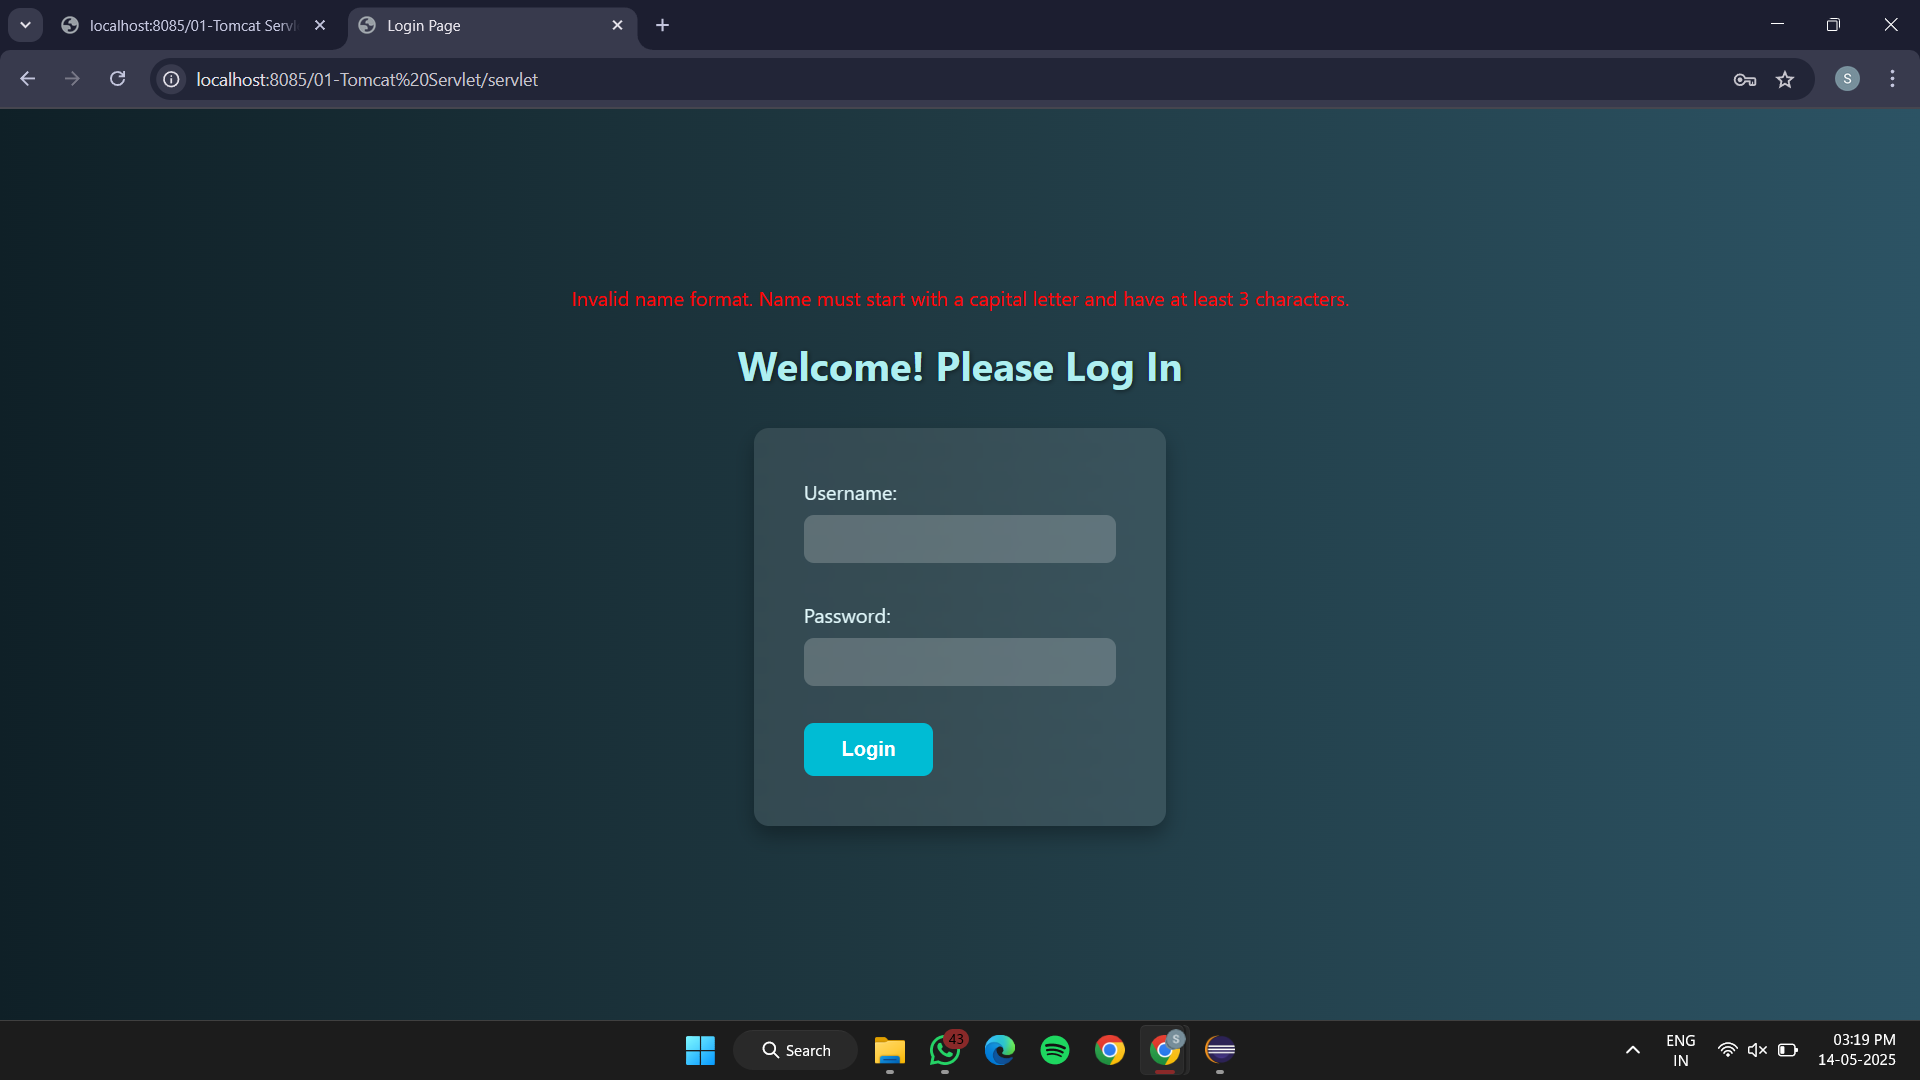 localhost:8085/01-Tomcat Servl
Login Page
localhost:8085/01-Tomcat%20Servlet/servlet
S
Invalid name format. Name must start with a capital letter and have at least 3 characters.
Welcome! Please Log In
Username:
Password:
Login
Search
43
S
ENG
IN
03:19 PM
14-05-2025